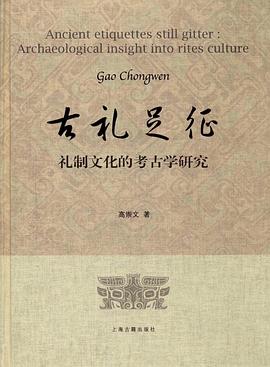 Ancient etiquettes still gitter :
Archaeological insight into rites culture
Gao Chongwen
古礼足征
礼制文化的考古学研究
高崇文 著
上海古籍出版社